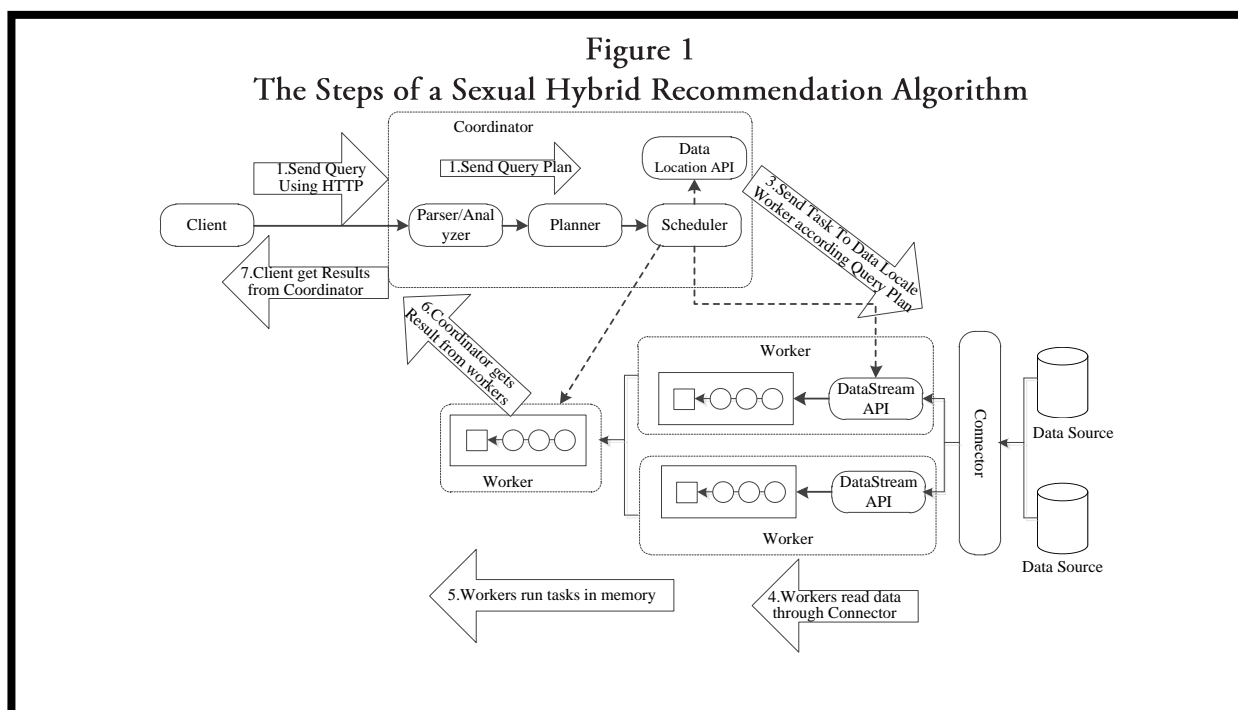 Figure 1
The Steps of a Sexual Hybrid Recommendation Algorithm
Coordinator
1.Send Query
Using HTTP
1.Send Query Plan
Data
Location API
3.Send Task To Data Locale
Worker according Query Plan
Client
Parser/Anal
yzer
Planner
Scheduler
7.Client get Results
from Coordinator
6.Coordinator gets
Result from workers
Worker
DataStream
API
Connector
Data Source
Worker
DataStream
API
Worker
Data Source
5.Workers run tasks in memory
4.Workers read data
through Connector